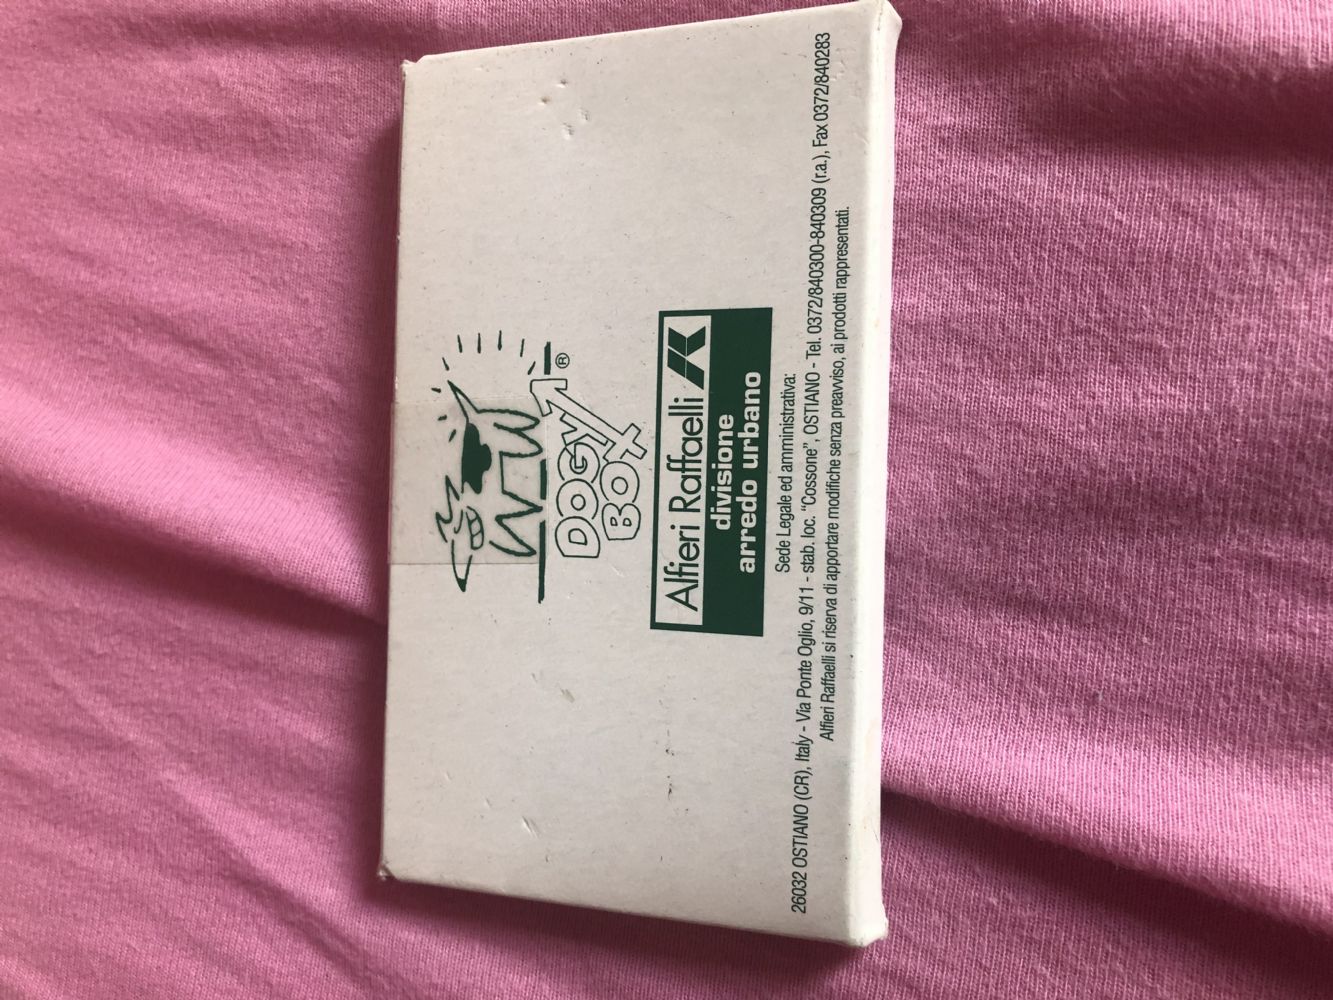 DOGY
BOX ®
Alfieri Raffaelli
divisione
arredo urbano
Sede Legale ed amministrativa:
26032 OSTIANO (CR), Italy - Via Ponte Oglio, 9/11 - stab. loc. "Cossone", OSTIANO - Tel. 0372/840300-840309 (r.a.), Fax 0372/840283
Alfieri Raffaelli si riserva di apportare modifiche senza preavviso, ai prodotti rappresentati.